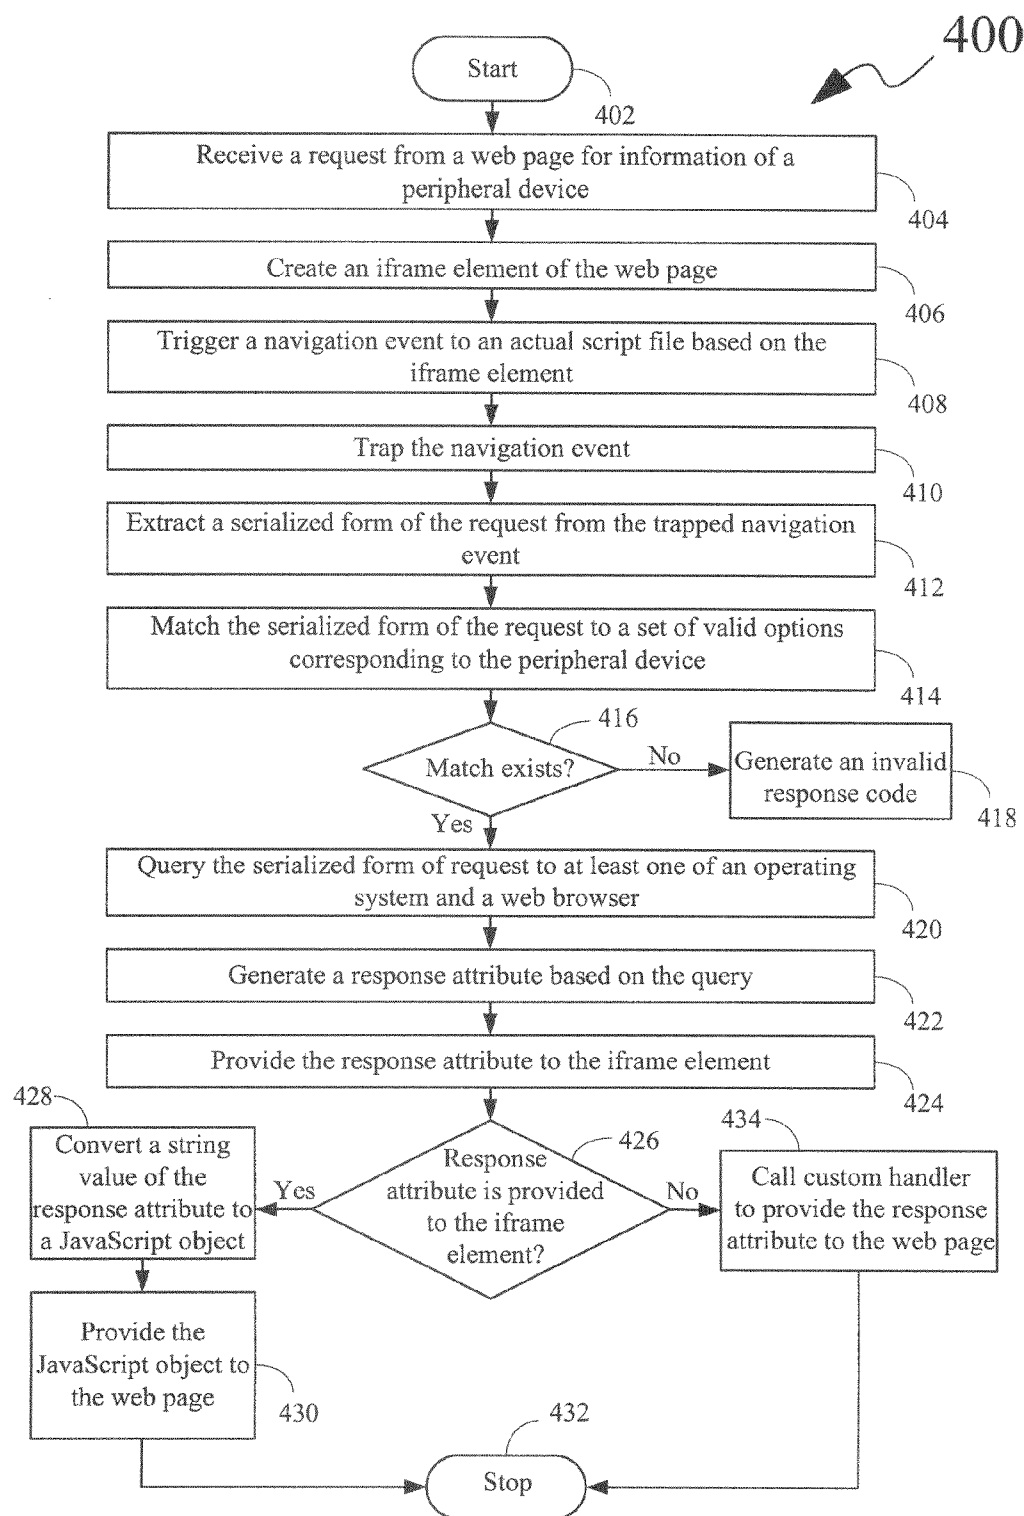 400
Start
402
Receive a request from a web page for information of a
peripheral device
404
Create an iframe element of the web page
406
Trigger a navigation event to an actual script file based on the
iframe element
408
Trap the navigation event
410
Extract a serialized form of the request from the trapped navigation
event
412
Match the serialized form of the request to a set of valid options
corresponding to the peripheral device
414
416
Match exists?
No
Generate an invalid
response code
418
Yes
Query the serialized form of request to at least one of an operating
system and a web browser
420
Generate a response attribute based on the query
422
Provide the response attribute to the iframe element
424
428
Convert a string
value of the
response attribute to
a JavaScript object
Yes
426
Response
attribute is provided
to the iframe
element?
No
434
Call custom handler
to provide the response
attribute to the web page
Provide the
JavaScript object to
the web page
430
432
Stop